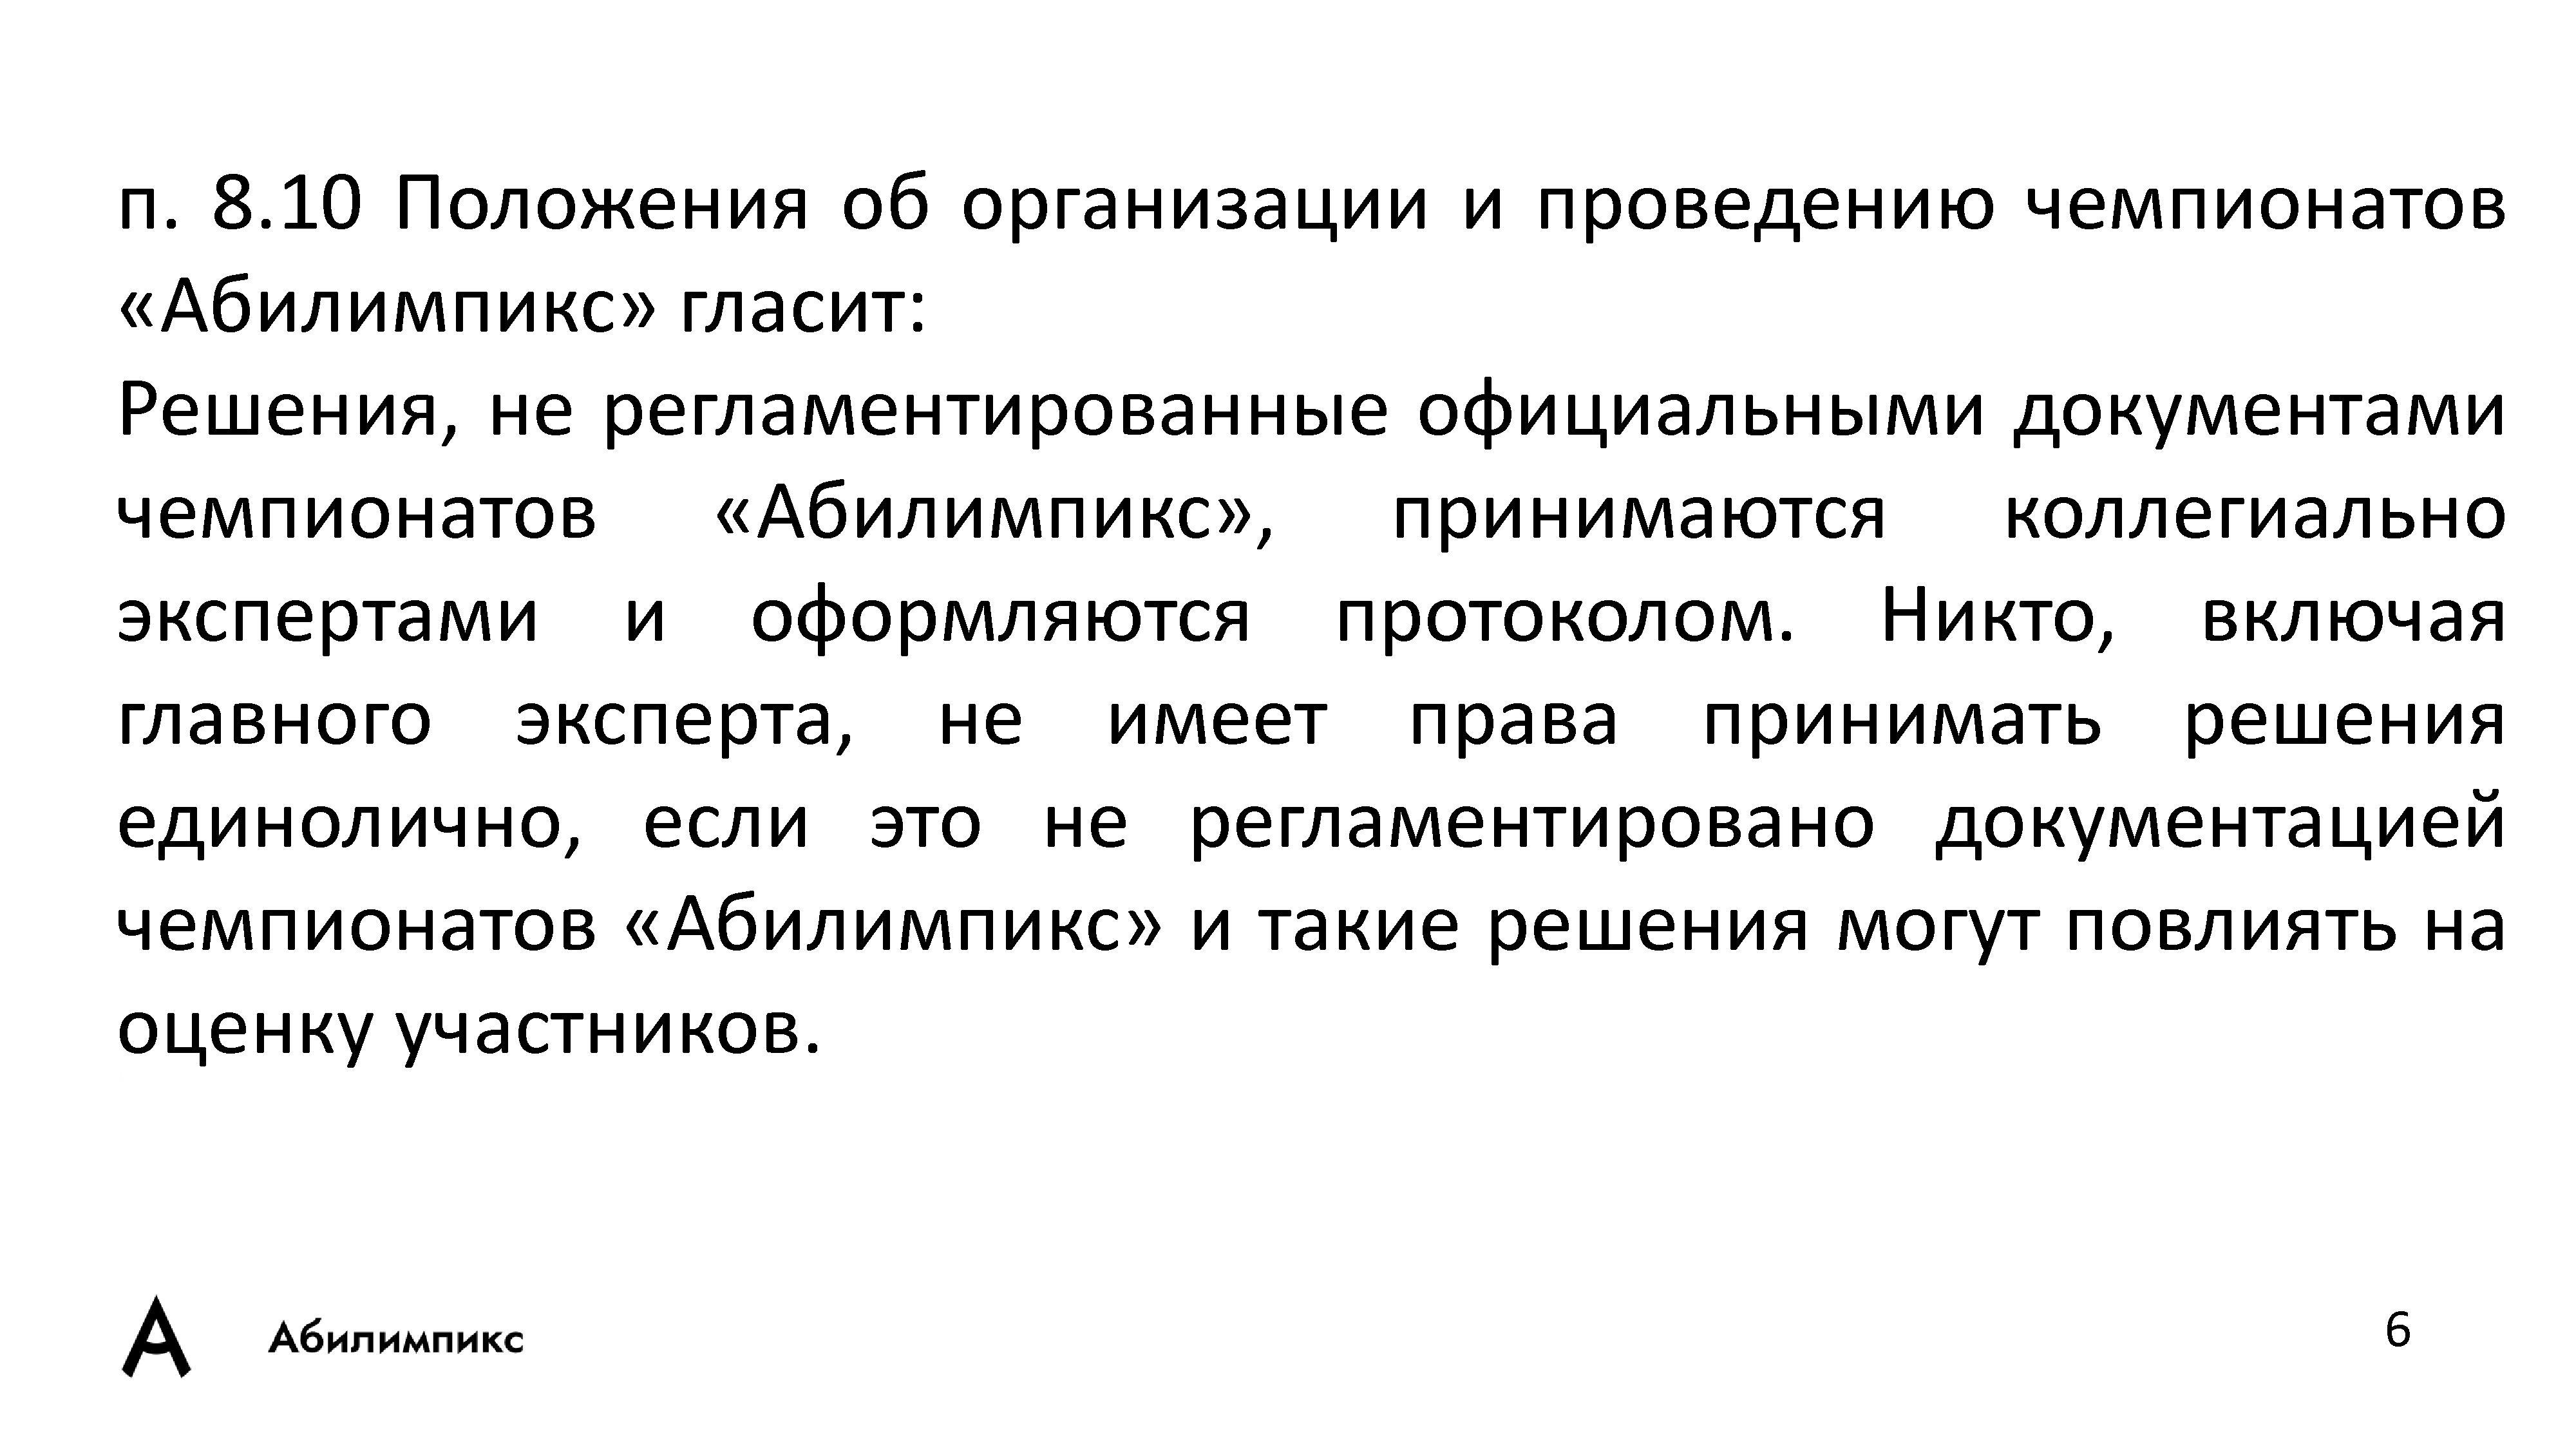 п. 8.10 Положения об организации и проведению чемпионатов
«Абилимпикс» гласит:
Решения, не регламентированные официальными документами
чемпионатов «Абилимпикс», принимаются коллегиально
экспертами и оформляются протоколом. Никто, включая
главного эксперта, не имеет права принимать решения
единолично, если это не регламентировано документацией
чемпионатов «Абилимпикс» и такие решения могут повлиять на
оценку участников.
Абилимпикс
6